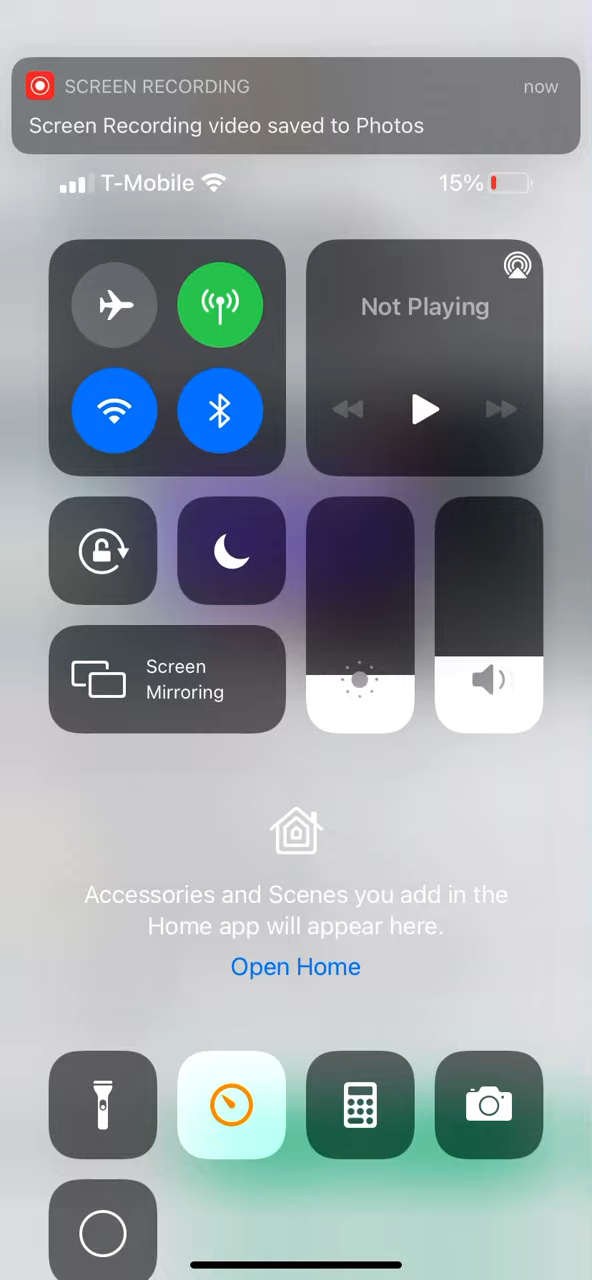 SCREEN RECORDING
now
Screen Recording video saved to Photos
T-Mobile
15%
Not Playing
Screen
Mirroring
Accessories and Scenes you add in the
Home app will appear here.
Open Home